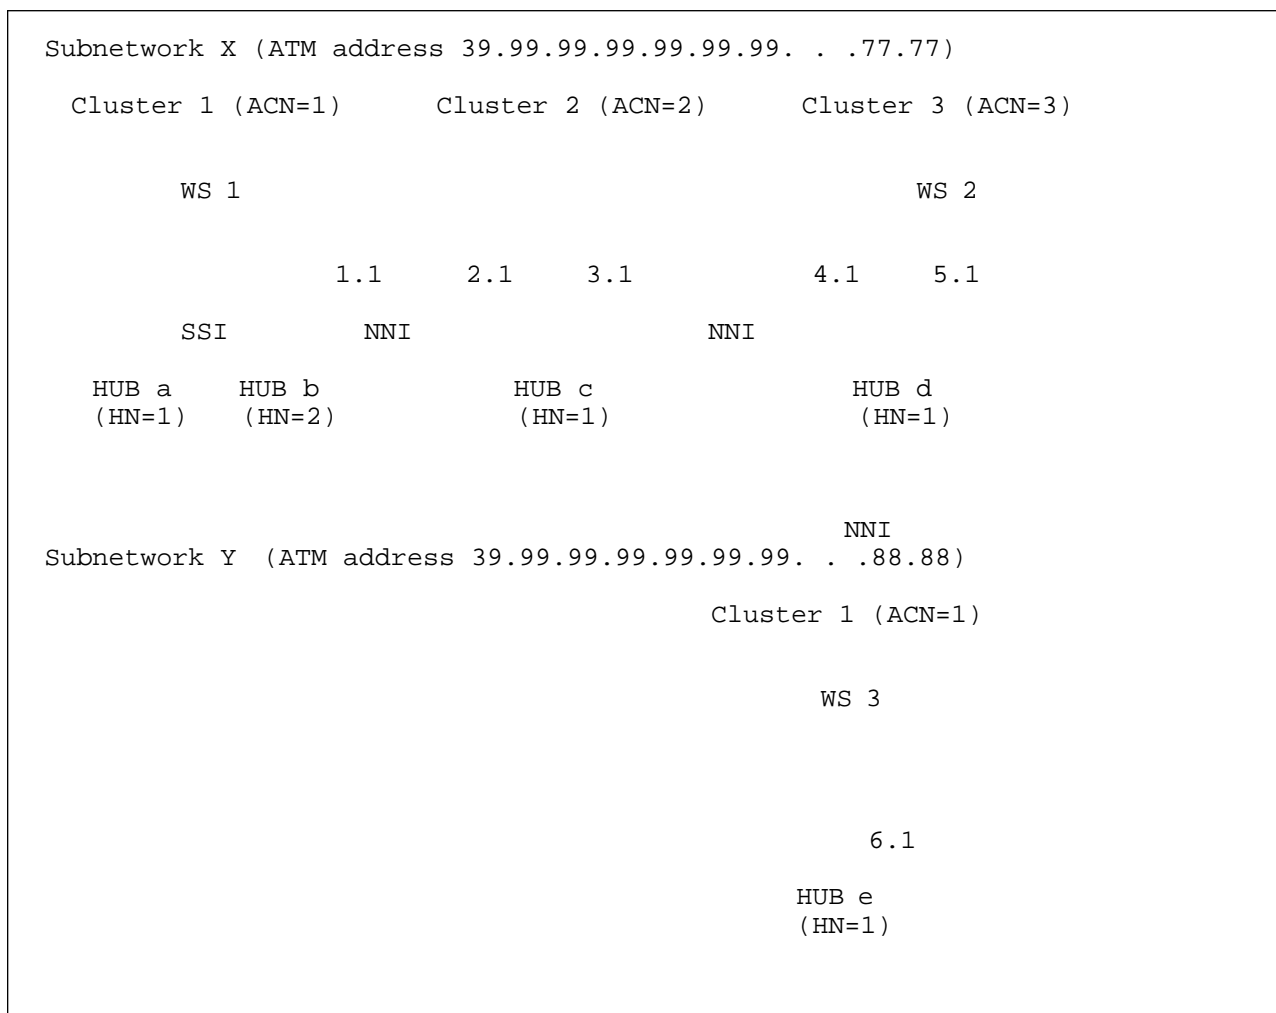 Subnetwork X (ATM address 39.99.99.99.99.99.99. . .77.77)
Cluster 1 (ACN=1) Cluster 2 (ACN=2) Cluster 3 (ACN=3)
WS 1 WS 2
1.1 2.1 3.1 4.1 5.1
SSI NNI NNI
HUB a HUB b HUB c HUB d
(HN=1) (HN=2) (HN=1) (HN=1)
NNI
Subnetwork Y (ATM address 39.99.99.99.99.99.99. . .88.88)
Cluster 1 (ACN=1)
WS 3
6.1
HUB e
(HN=1)